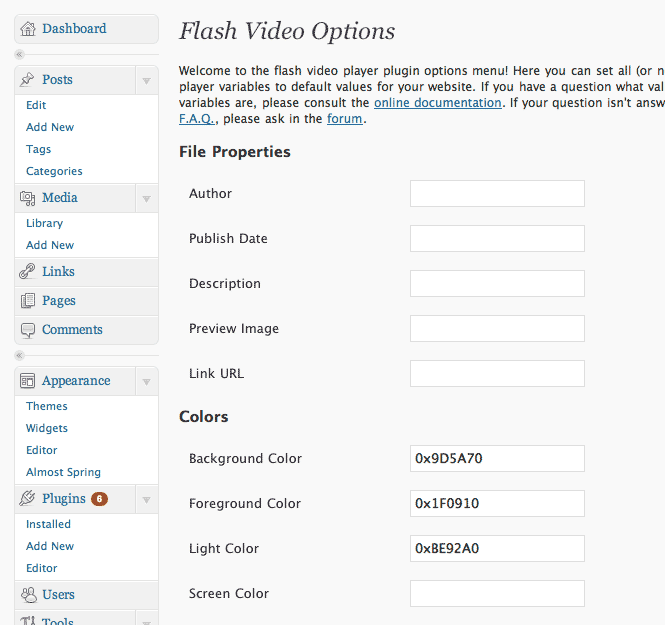 Dashboard
Posts
Edit
Add New
Tags
Categories
Media
Library
Add New
Links
Pages
Comments
Appearance
Themes
Widgets
Editor
Almost Spring
Plugins 6
Installed
Add New
Editor
Users
Tools
Flash Video Options
Welcome to the flash video player plugin options menu! Here you can set all (or n
player variables to default values for your website. If you have a question what val
variables are, please consult the online documentation. If your question isn't answ
F.A.Q., please ask in the forum.
File Properties
Author
Publish Date
Description
Preview Image
Link URL
Colors
Background Color 0x9D5A70
Foreground Color 0x1F0910
Light Color 0xBE92A0
Screen Color